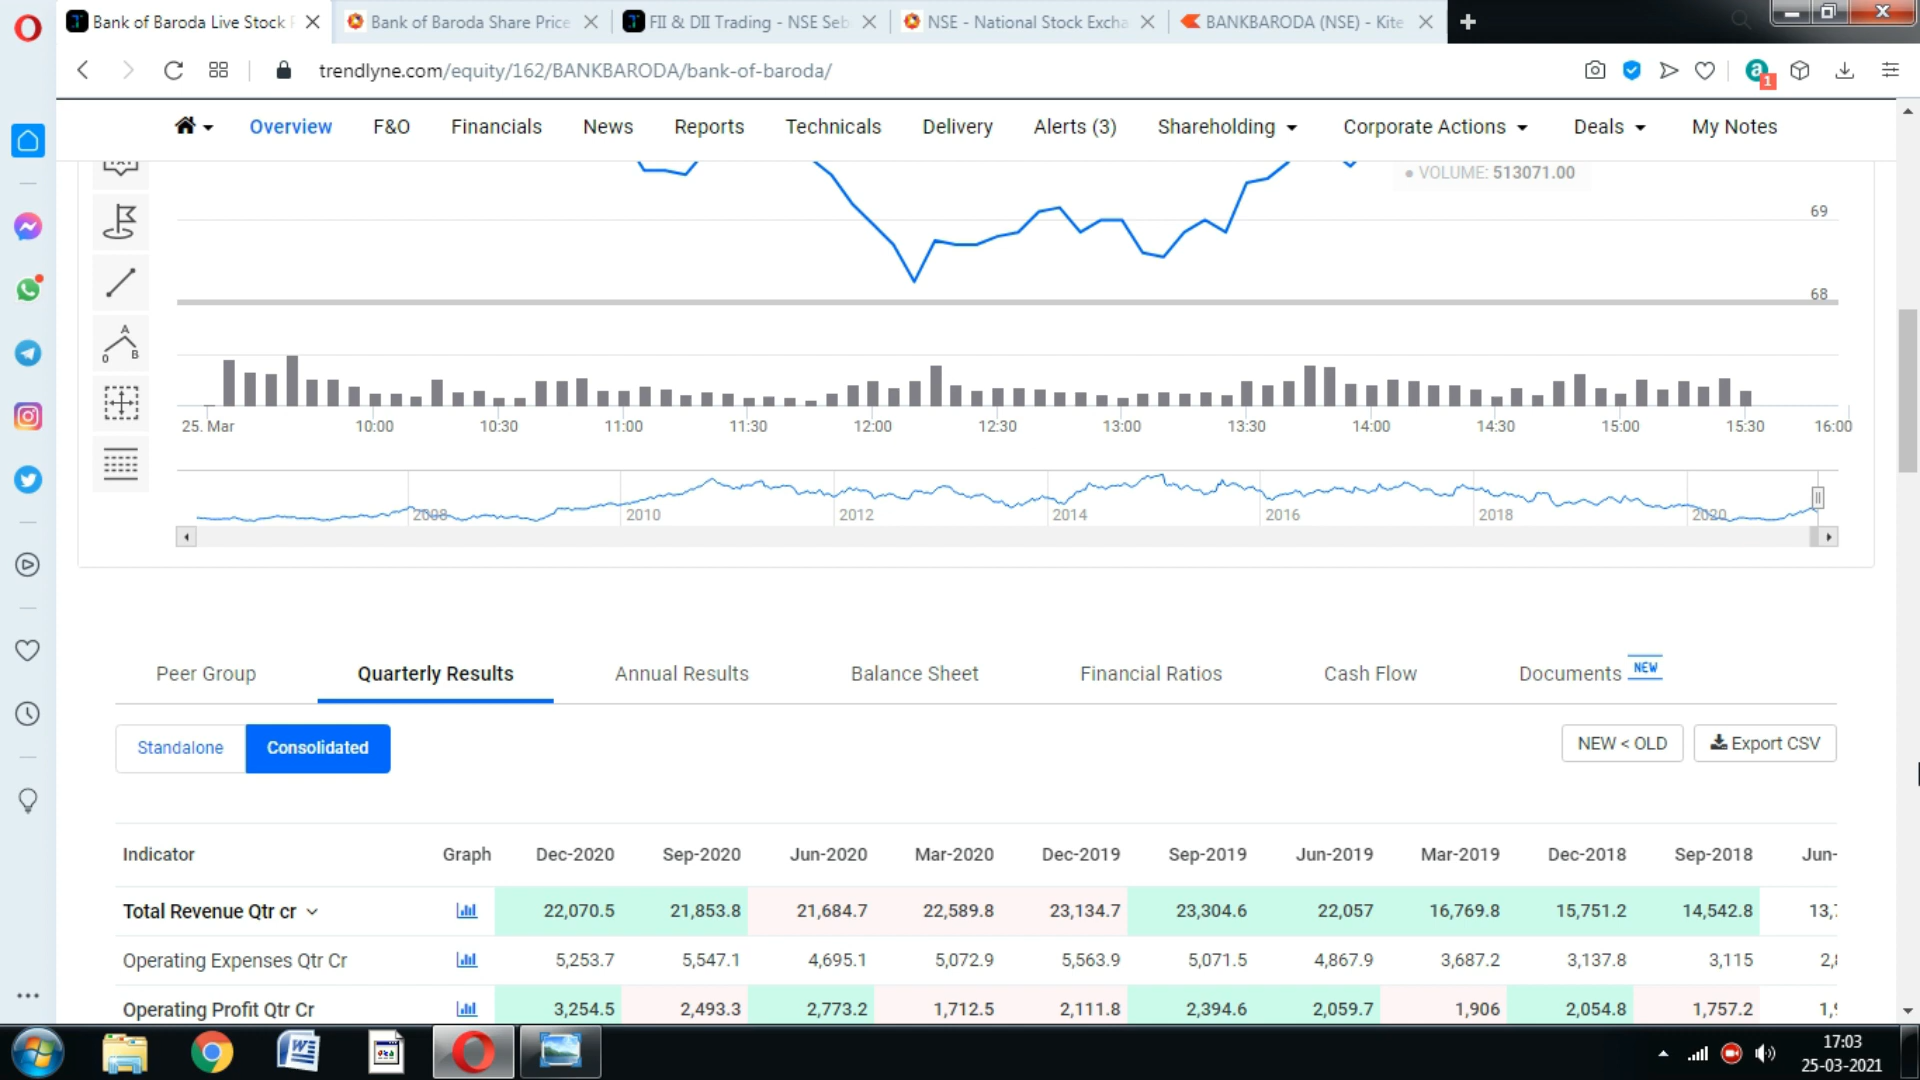 Bank of Baroda Live Stock P
Bank of Baroda Share Price
FII & DII Trading - NSE Seb
NSE - National Stock Excha
BANKBARODA (NSE) - Kite
trendlyne.com/equity/162/BANKBARODA/bank-of-baroda/
a
1
Overview F&O Financials News Reports Technicals Delivery Alerts (3) Shareholding Corporate Actions Deals My Notes
VOLUME: 513071.00
69
68
A
0 B
25. Mar 10:00 10:30 11:00 11:30 12:00 12:30 13:00 13:30 14:00 14:30 15:00 15:30 16:00
2008 2010 2012 2014 2016 2018 2020
Peer Group Quarterly Results Annual Results Balance Sheet Financial Ratios Cash Flow Documents NEW
Standalone Consolidated NEW < OLD Export CSV
Indicator Graph Dec-2020 Sep-2020 Jun-2020 Mar-2020 Dec-2019 Sep-2019 Jun-2019 Mar-2019 Dec-2018 Sep-2018 Jun-
Total Revenue Qtr cr 22,070.5 21,853.8 21,684.7 22,589.8 23,134.7 23,304.6 22,057 16,769.8 15,751.2 14,542.8 13,
Operating Expenses Qtr Cr 5,253.7 5,547.1 4,695.1 5,072.9 5,563.9 5,071.5 4,867.9 3,687.2 3,137.8 3,115 2,
Operating Profit Qtr Cr 3,254.5 2,493.3 2,773.2 1,712.5 2,111.8 2,394.6 2,059.7 1,906 2,054.8 1,757.2 1,
17:03
25-03-2021